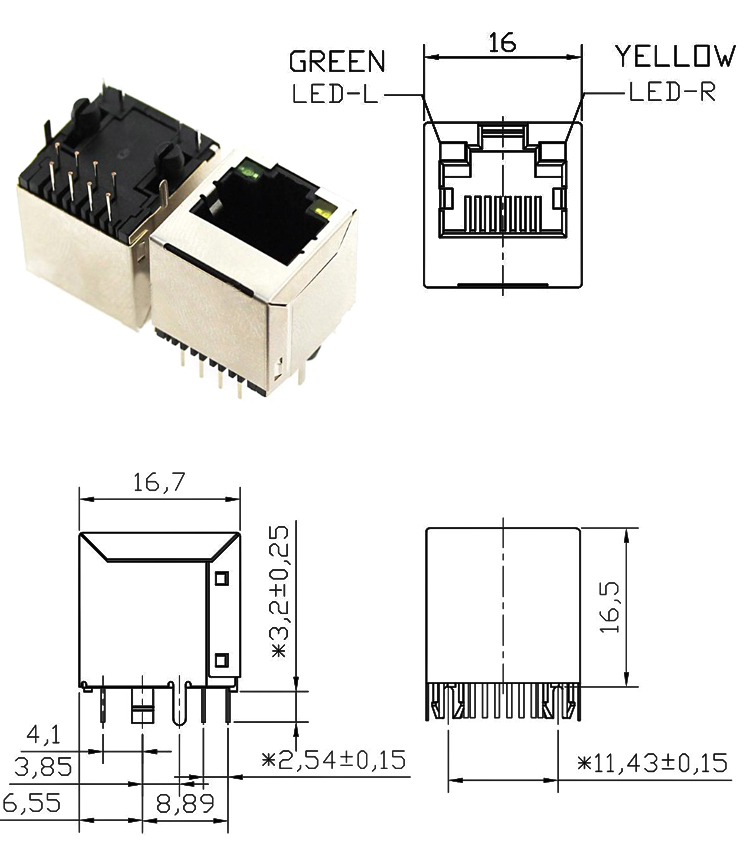 16
GREEN
LED-L
YELLOW
LED-R
16,7
*3,2±0,25
16,5
4,1
3,85
6,55
8,89
*2,54±0,15
*11,43±0,15